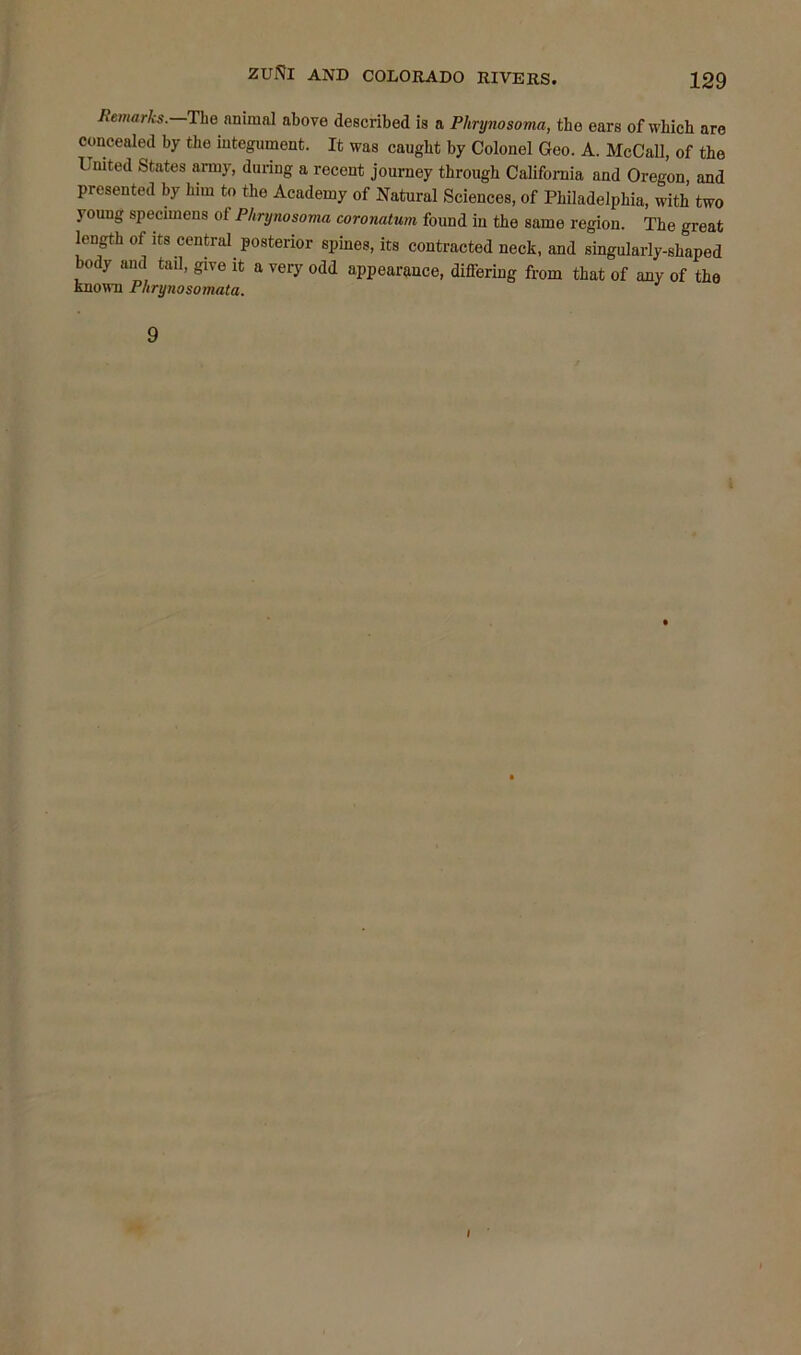 ZUÑI AND COLORADO RIVERS. 129
Remarks.—The animal above described is a Phrynosoma, the ears of which are
concealed by the integument. It was caught by Colonel Geo. A. McCall, of the
United States army, during a recent journey through California and Oregon, and
presented by him to the Academy of Natural Sciences, of Philadelphia, with two
young specimens of Phrynosoma coronatum found in the same region. The great
length of its central posterior spines, its contracted neck, and singularly-shaped
body and tail, give it a very odd appearance, differing from that of any of the
known Phrynosomata.
9